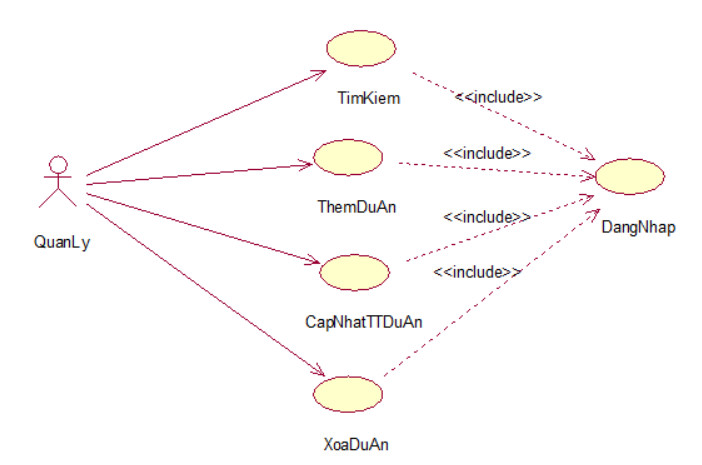 TimKiem
<<include>>
ThemDuAn
<<include>>
QuanLy
DangNhap
<<include>>
CapNhatTTDuAn
<<include>>
XoaDuAn